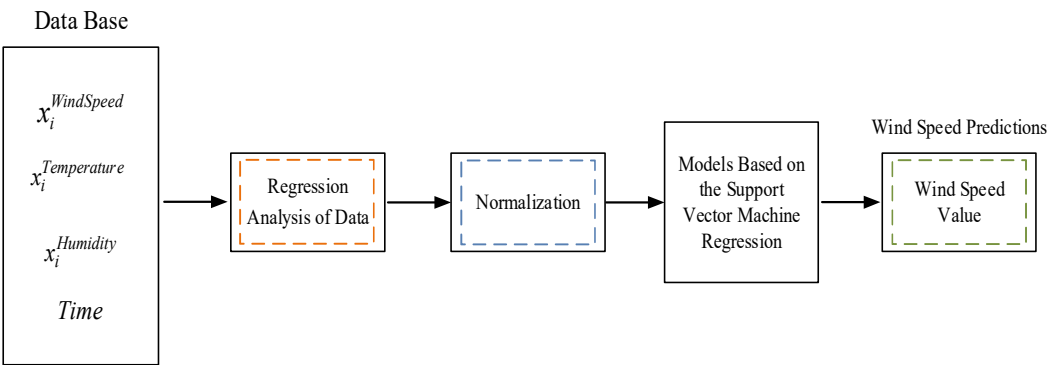 Data Base
x_i^{WindSpeed}
x_i^{Temperature}
x_i^{Humidity}
Time
Regression
Analysis of Data
Normalization
Models Based on
the Support
Vector Machine
Regression
Wind Speed Predictions
Wind Speed
Value